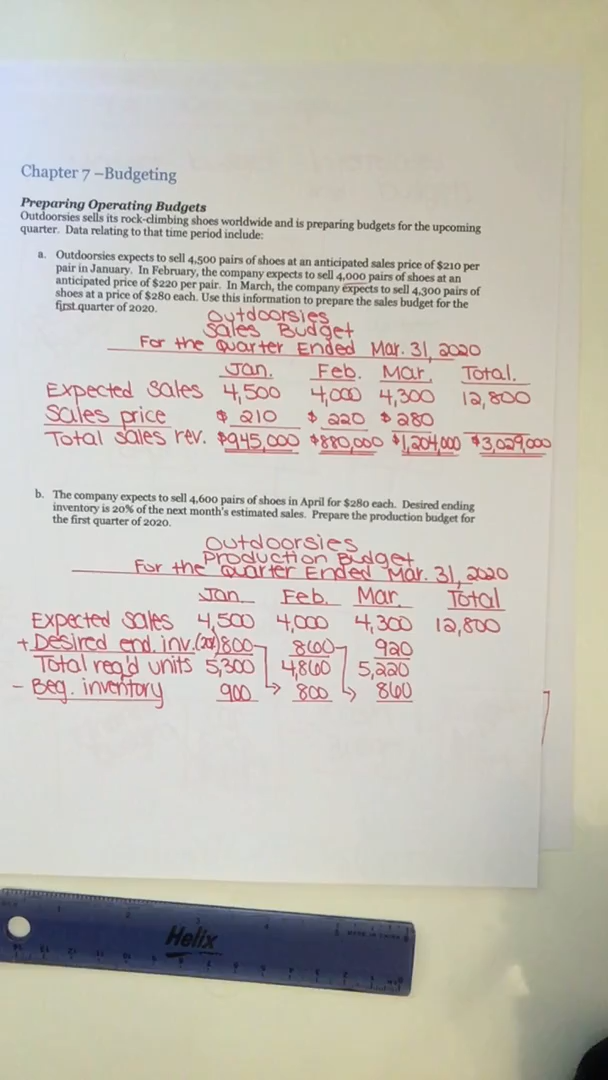 Chapter 7 –Budgeting
Preparing Operating Budgets
Outdoorsies sells its rock-climbing shoes worldwide and is preparing budgets for the upcoming
quarter. Data relating to that time period include:
a. Outdoorsies expects to sell 4,500 pairs of shoes at an anticipated sales price of $210 per
pair in January. In February, the company expects to sell 4,000 pairs of shoes at an
anticipated price of $220 per pair. In March, the company expects to sell 4,300 pairs of
shoes at a price of $280 each. Use this information to prepare the sales budget for the
first quarter of 2020.
Outdoorsies
Sales Budget
For the Quarter Ended Mar. 31, 2020
Jan. Feb. Mar. Total.
Expected Sales 4,500 4,000 4,300 12,800
Sales price $ 210 $ 220 $ 280
Total sales rev. $945,000 $880,000 $1,204,000 $3,029,000
b. The company expects to sell 4,600 pairs of shoes in April for $280 each. Desired ending
inventory is 20% of the next month's estimated sales. Prepare the production budget for
the first quarter of 2020.
Outdoorsies
Production Budget
For the Quarter Ended Mar. 31, 2020
Jan. Feb. Mar. Total
Expected Sales 4,500 4,000 4,300 12,800
+ Desired end. inv. 800 860 920
Total req'd units 5,300 4,860 5,220
- Beg. inventory 900 800 860
Helix